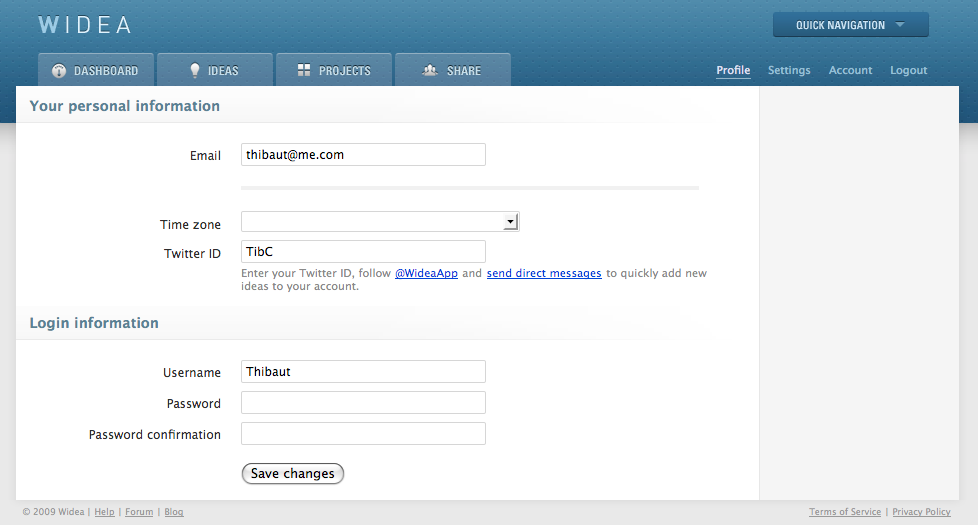 WIDEA
QUICK NAVIGATION
DASHBOARD IDEAS PROJECTS SHARE
Profile Settings Account Logout
Your personal information
Email thibaut@me.com
Time zone
Twitter ID TibC
Enter your Twitter ID, follow @WideaApp and send direct messages to quickly add new
ideas to your account.
Login information
Username Thibaut
Password
Password confirmation
Save changes
© 2009 Widea | Help | Forum | Blog
Terms of Service | Privacy Policy